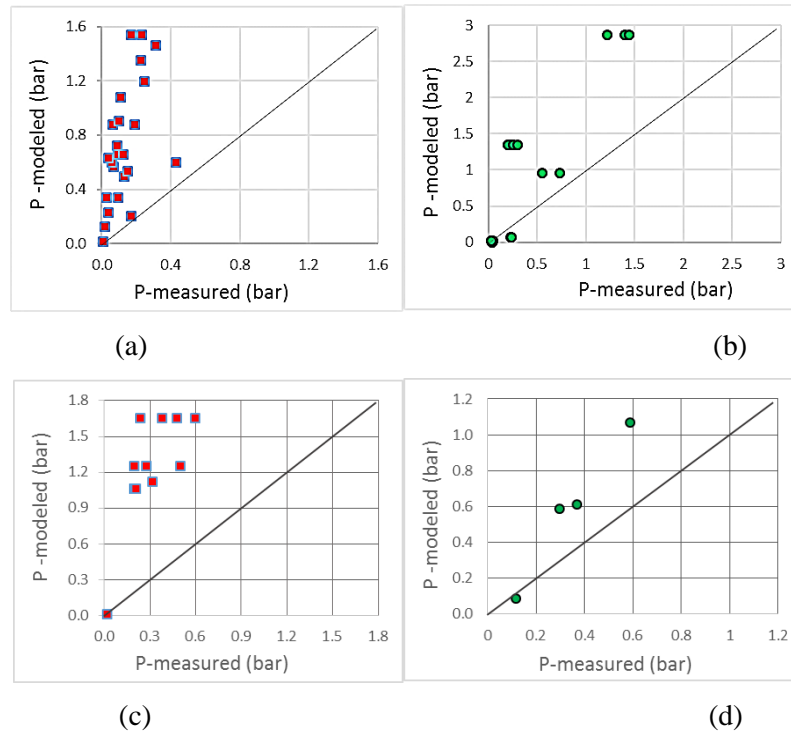 1.6
1.2
0.8
0.4
0.0
P -modeled (bar)
0.0 0.4 0.8 1.2 1.6
P-measured (bar)
3
2.5
2
1.5
1
0.5
0
P -modeled (bar)
0 0.5 1 1.5 2 2.5 3
P-measured (bar)
(a) (b)
1.8
1.5
1.2
0.9
0.6
0.3
0.0
P -modeled (bar)
0.0 0.3 0.6 0.9 1.2 1.5 1.8
P-measured (bar)
1.2
1.0
0.8
0.6
0.4
0.2
0.0
P -modeled (bar)
0 0.2 0.4 0.6 0.8 1 1.2
P-measured (bar)
(c) (d)